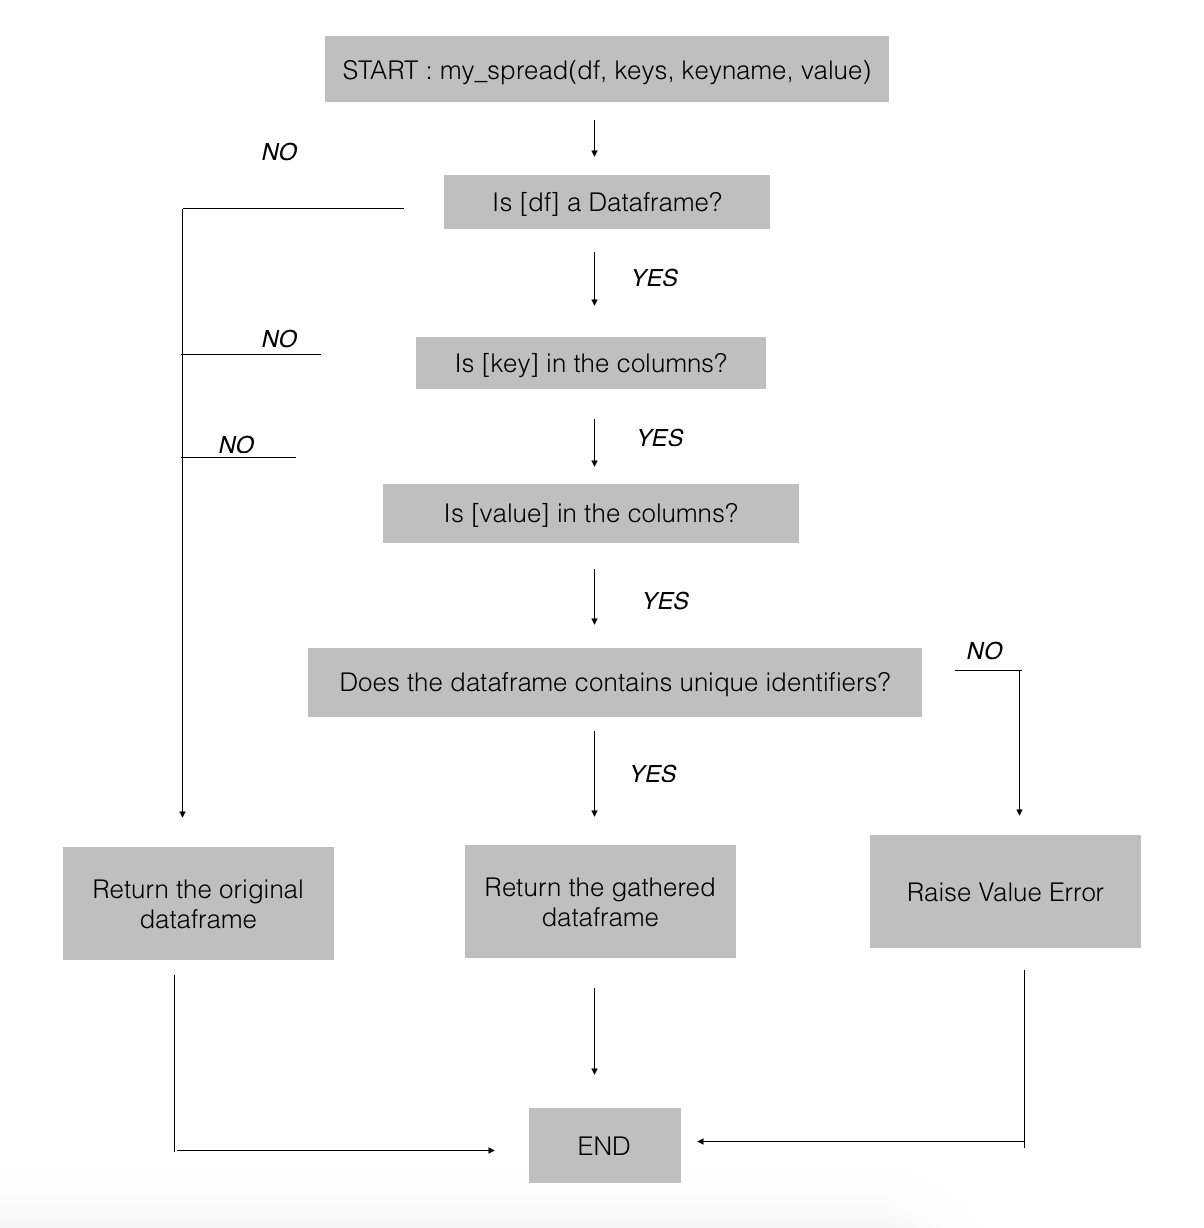 START : my_spread(df, keys, keyname, value)
NO
Is [df] a Dataframe?
YES
NO
Is [key] in the columns?
YES
NO
Is [value] in the columns?
YES
NO
Does the dataframe contains unique identifiers?
YES
Return the original
dataframe
Return the gathered
dataframe
Raise Value Error
END